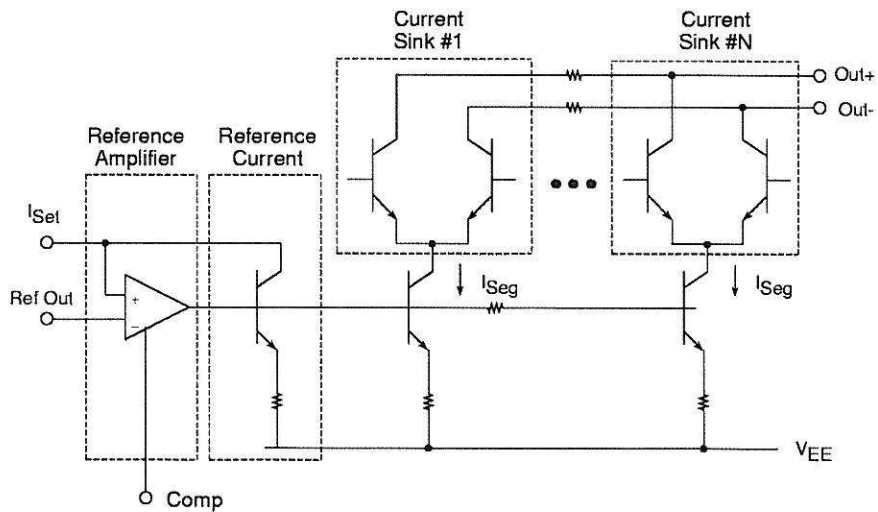 Current
Sink #1
Current
Sink #N
Out+
Out-
Reference
Amplifier
Reference
Current
ISet
Ref Out
+
−
ISeg
ISeg
VEE
Comp